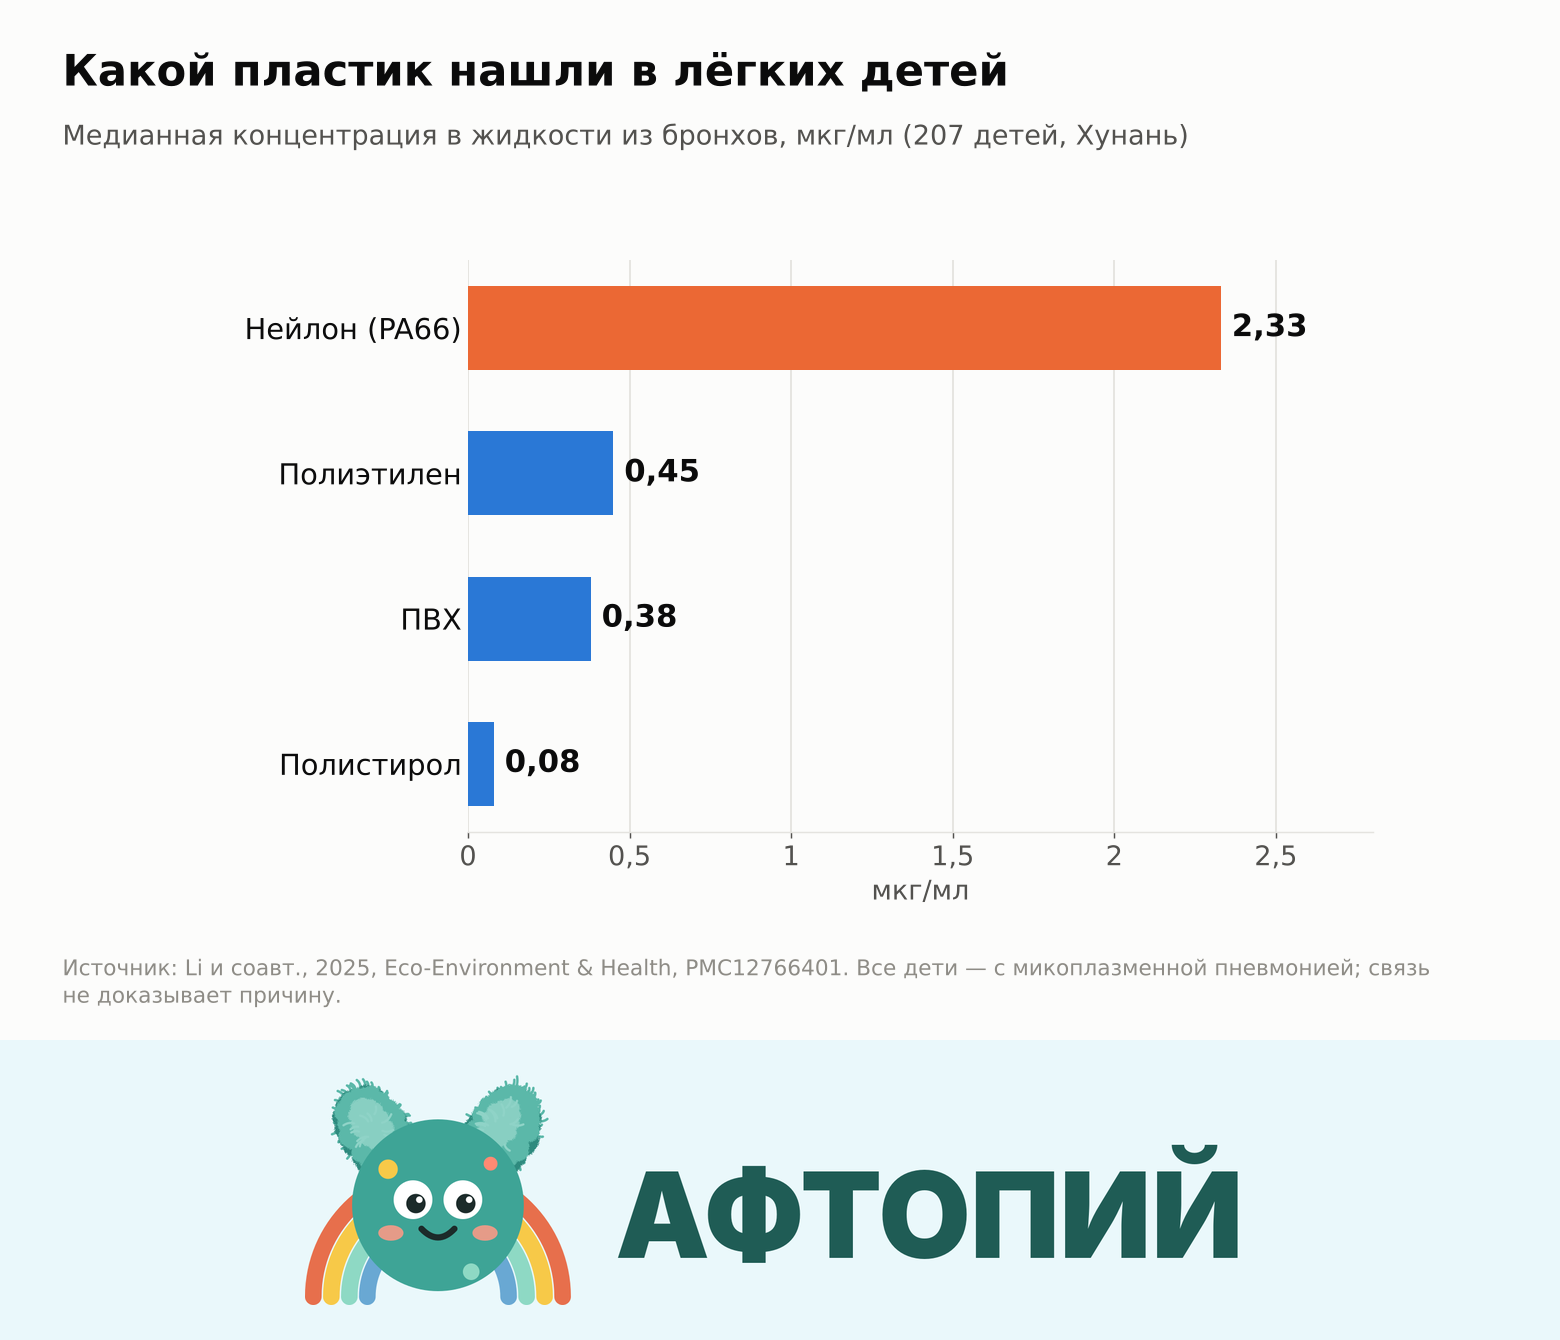 Какой пластик нашли в лёгких детей
Медианная концентрация в жидкости из бронхов, мкг/мл (207 детей, Хунань)
Нейлон (PA66)
2,33
Полиэтилен
0,45
ПВХ
0,38
Полистирол
0,08
0
0,5
1
1,5
2
2,5
мкг/мл
Источник: Li и соавт., 2025, Eco-Environment & Health, PMC12766401. Все дети — с микоплазменной пневмонией; связь
не доказывает причину.
АФТОПИЙ